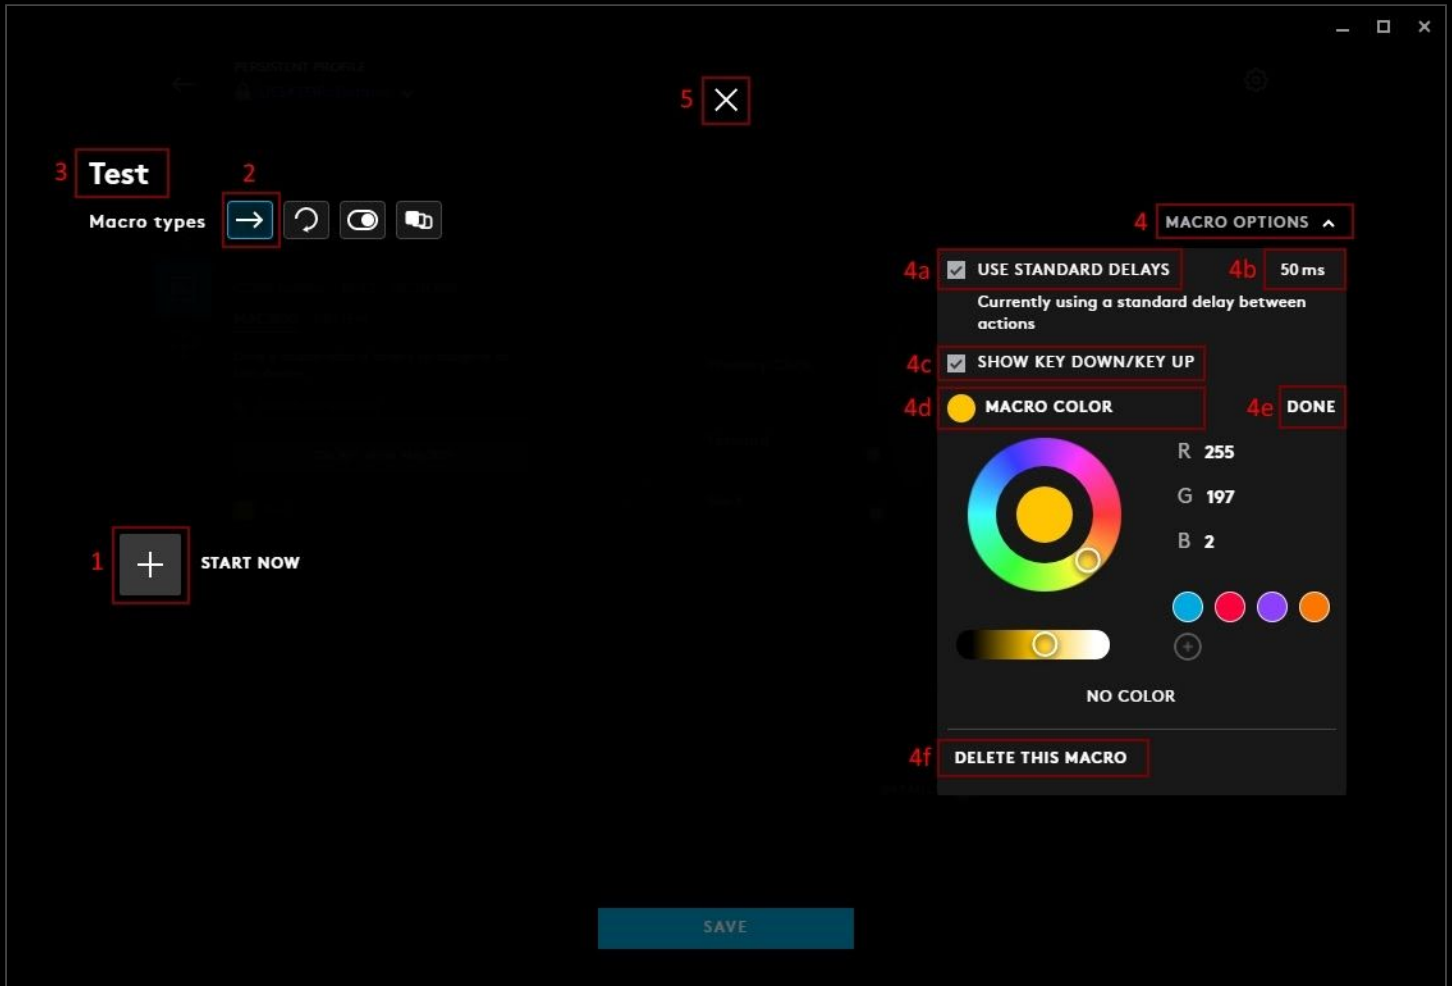 PERSISTENT PROFILE
5
3 Test
2
Macro types
4 MACRO OPTIONS
4a USE STANDARD DELAYS 4b 50 ms
Currently using a standard delay between
actions
4c SHOW KEY DOWN/KEY UP
4d MACRO COLOR 4e DONE
R 255
G 197
B 2
1 START NOW
NO COLOR
4f DELETE THIS MACRO
SAVE